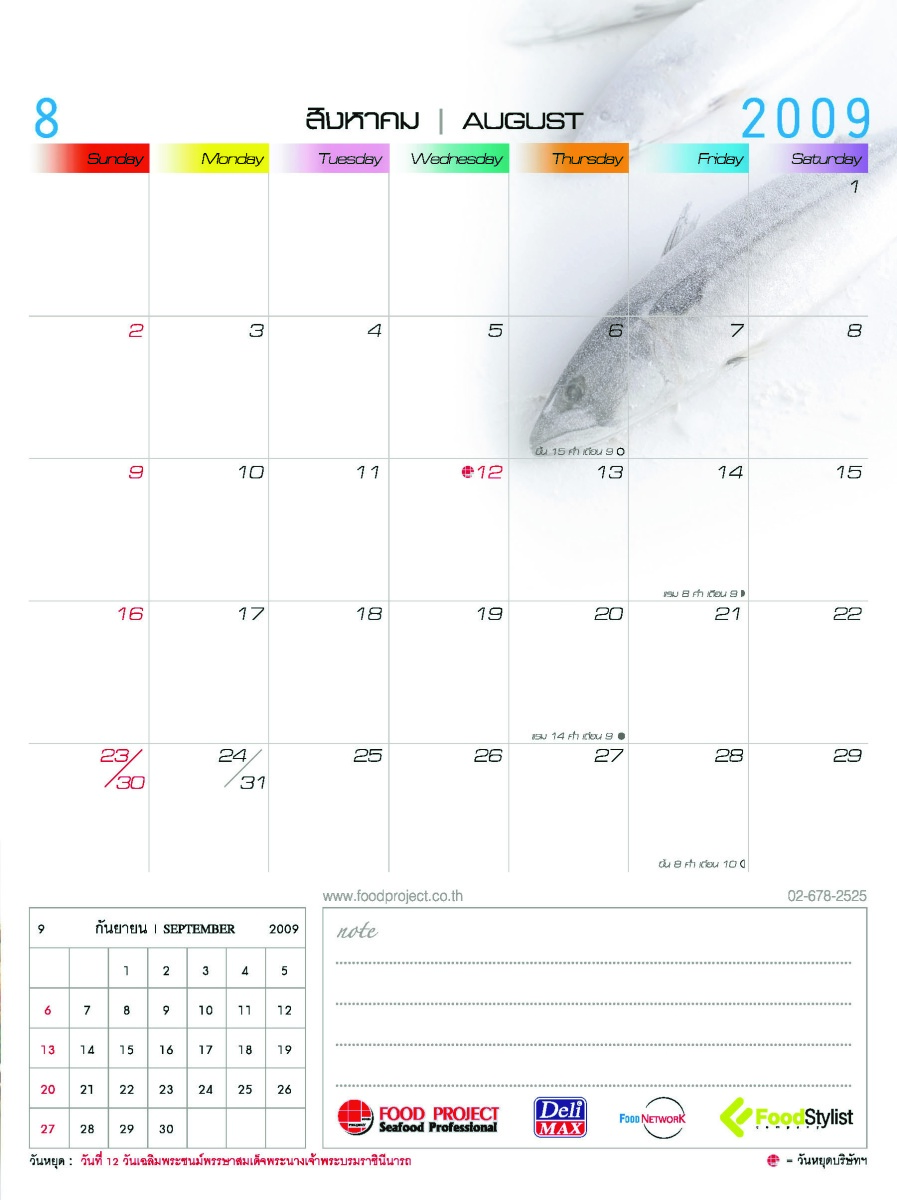 8 สิงหาคม | AUGUST 2009
Sunday Monday Tuesday Wednesday Thursday Friday Saturday
1
2 3 4 5 6 7 8
ขึ้น 15 ค่ำ เดือน 9
9 10 11 12 13 14 15
แรม 8 ค่ำ เดือน 9
16 17 18 19 20 21 22
แรม 14 ค่ำ เดือน 9
23/30 24/31 25 26 27 28 29
ขึ้น 8 ค่ำ เดือน 10
www.foodproject.co.th 02-678-2525
9 กันยายน | SEPTEMBER 2009
1 2 3 4 5
6 7 8 9 10 11 12
13 14 15 16 17 18 19
20 21 22 23 24 25 26
27 28 29 30
note
FOOD PROJECT
Seafood Professional
Deli
MAX
FOOD NETWORK
FoodStylist
company
วันหยุด : วันที่ 12 วันเฉลิมพระชนม์พรรษาสมเด็จพระนางเจ้าพระบรมราชินีนารถ
= วันหยุดบริษัทฯ